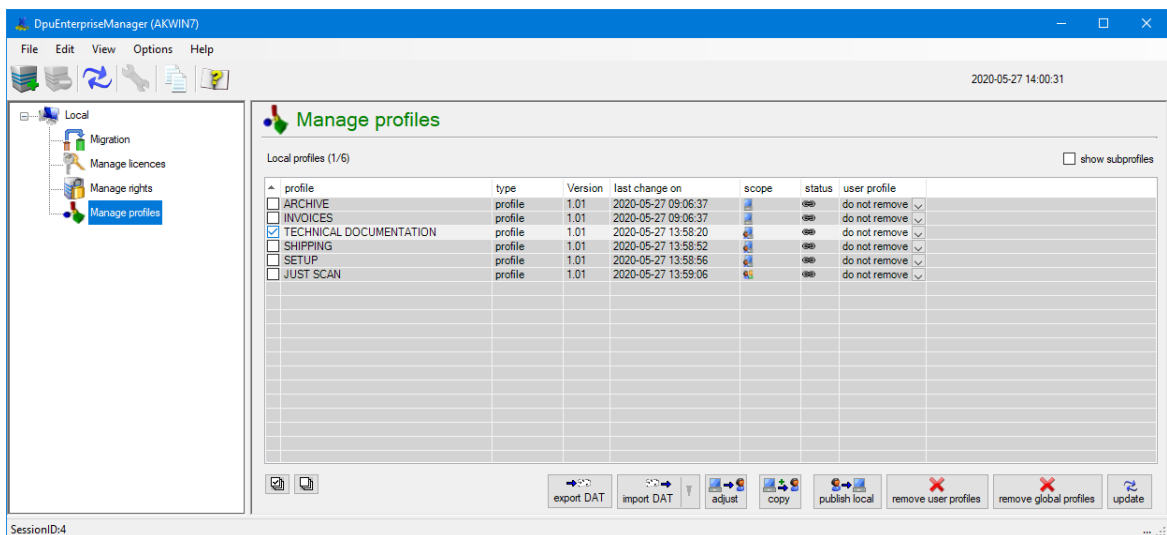 DpuEnterpriseManager (AKWIN7)
File Edit View Options Help
2020-05-27 14:00:31
Local
Migration
Manage licences
Manage rights
Manage profiles
Manage profiles
Local profiles (1/6)
show subprofiles
profile type Version last change on scope status user profile
ARCHIVE profile 1.01 2020-05-27 09:06:37 do not remove
INVOICES profile 1.01 2020-05-27 09:06:37 do not remove
TECHNICAL DOCUMENTATION profile 1.01 2020-05-27 13:58:20 do not remove
SHIPPING profile 1.01 2020-05-27 13:58:52 do not remove
SETUP profile 1.01 2020-05-27 13:58:56 do not remove
JUST SCAN profile 1.01 2020-05-27 13:59:06 do not remove
export DAT import DAT adjust copy publish local remove user profiles remove global profiles update
SessionID:4 ...